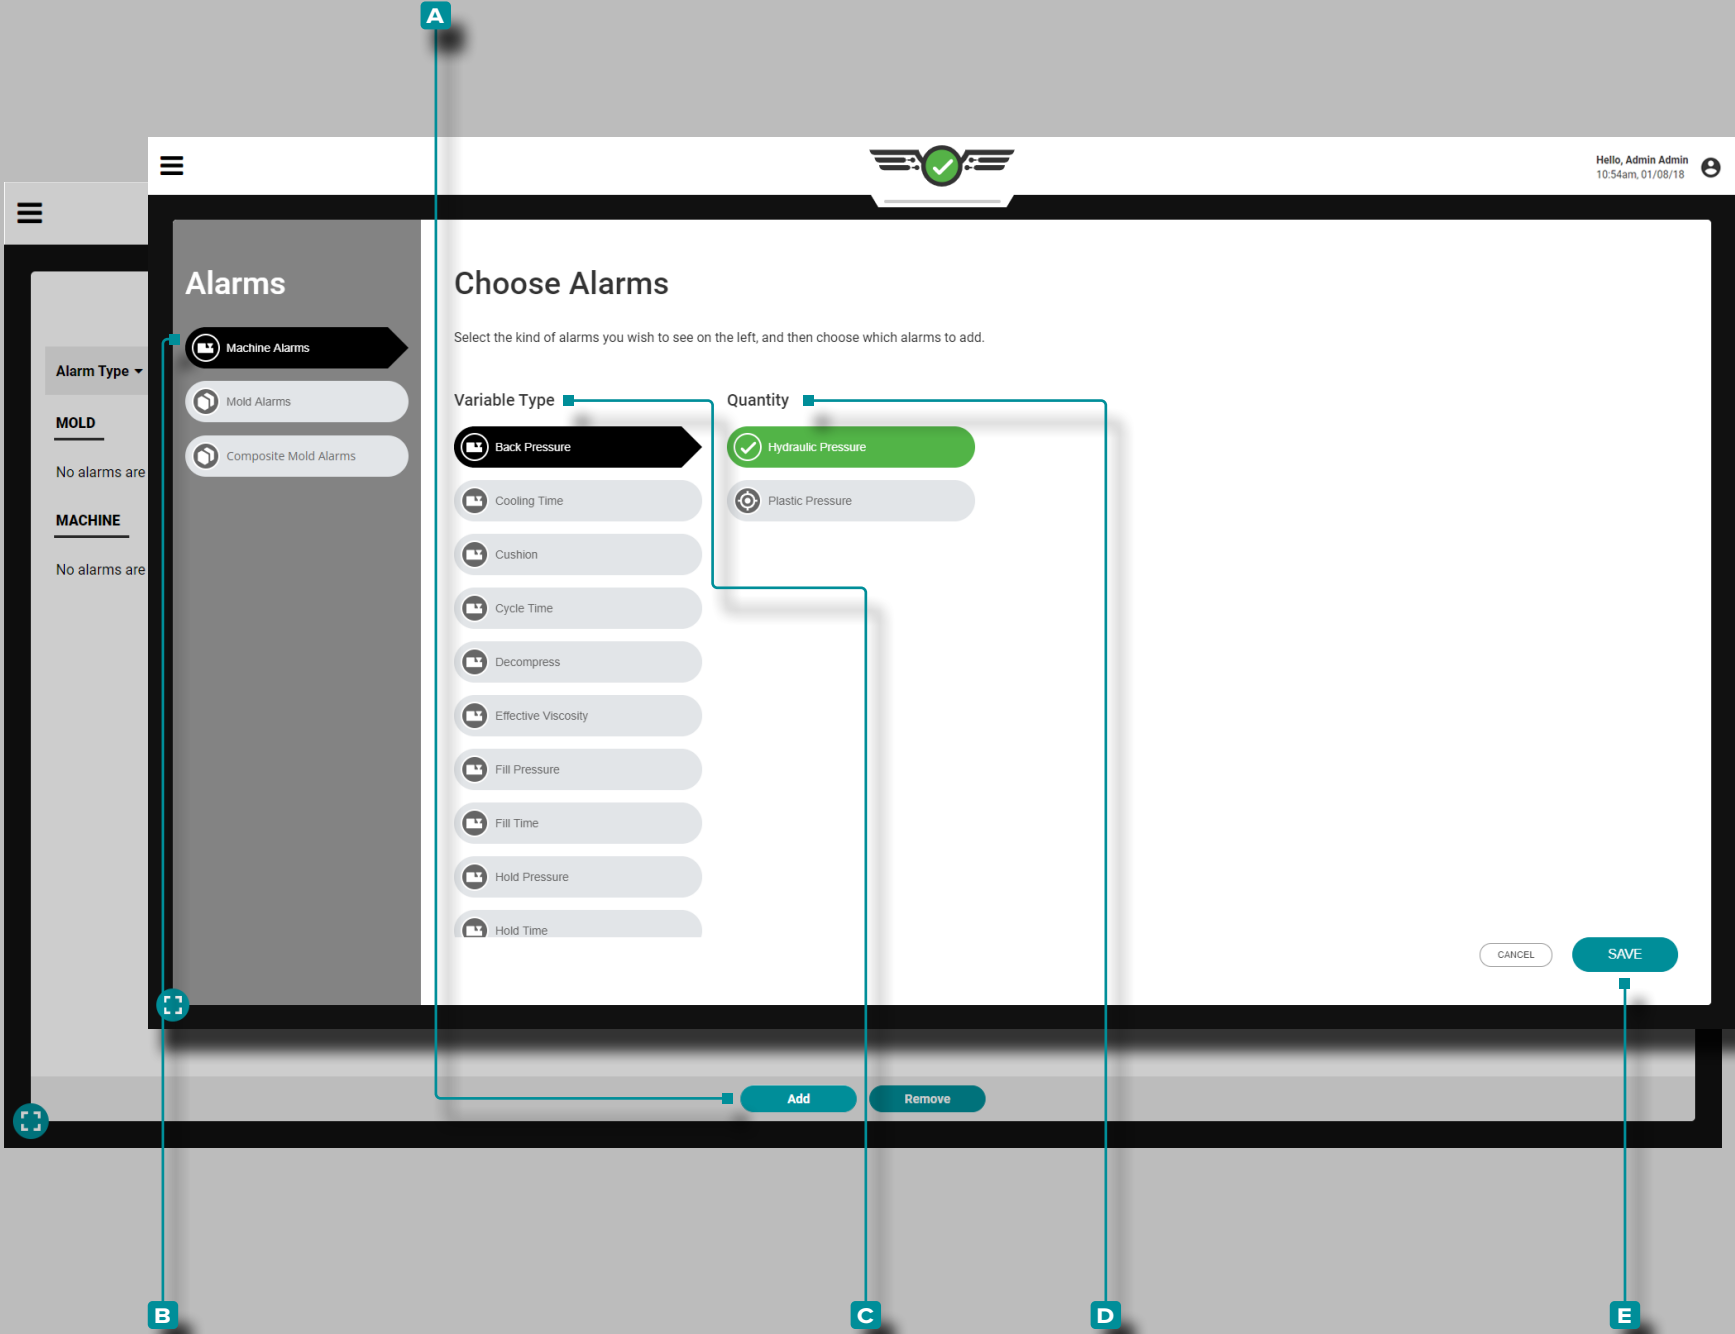 A
Hello, Admin Admin
10:54am, 01/08/18
Alarms
Machine Alarms
Mold Alarms
Composite Mold Alarms
Choose Alarms
Select the kind of alarms you wish to see on the left, and then choose which alarms to add.
Variable Type
Back Pressure
Cooling Time
Cushion
Cycle Time
Decompress
Effective Viscosity
Fill Pressure
Fill Time
Hold Pressure
Hold Time
Quantity
Hydraulic Pressure
Plastic Pressure
CANCEL
SAVE
Alarm Type
MOLD
No alarms are
MACHINE
No alarms are
Add
Remove
B
C
D
E